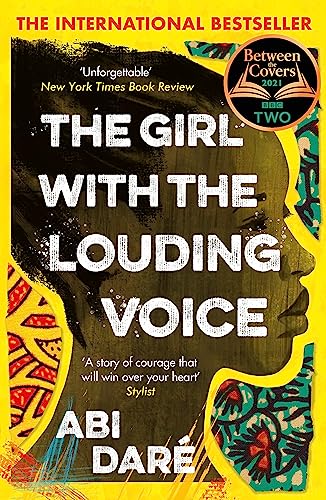 THE INTERNATIONAL BESTSELLER
Between
the
Covers
2021
BBC
TWO
‘Unforgettable’
New York Times Book Review
THE GIRL
WITH THE
LOUDING
VOICE
‘A story of courage that
will win over your heart’
Stylist
ABI
DARÉ